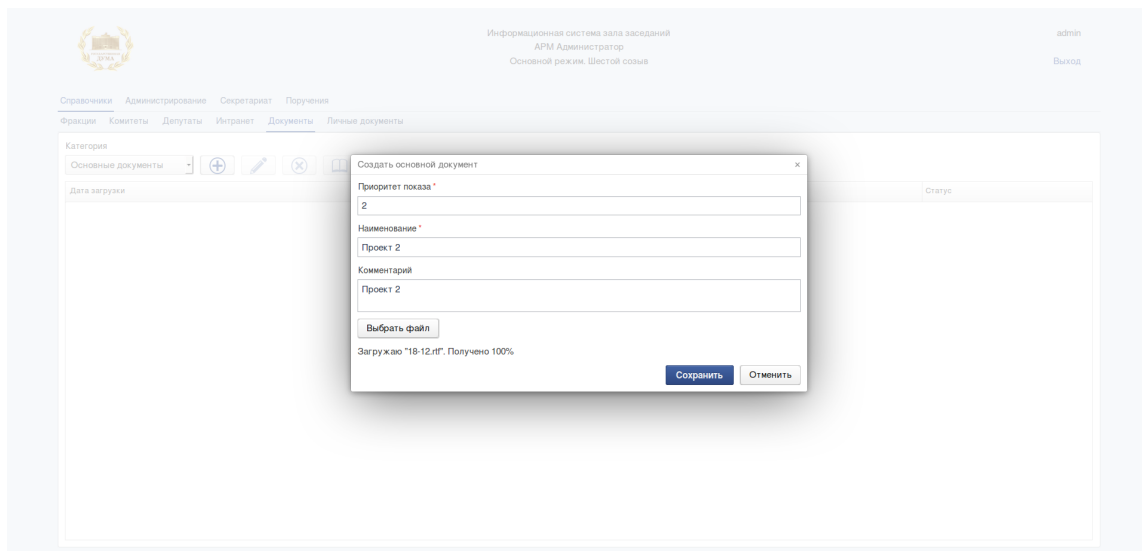 Информационная система зала заседаний
admin
АРМ Администратор
ДУМА
Основной режим, Шестой созыв
Выход
Справочники Администрирование Секретариат Поручения
Фракции Комитеты Депутаты Интранет Документы Личные документы
Категория
Основные документы
Дата загрузки
Статус
Создать основной документ ×
Приоритет показа *
2
Наименование *
Проект 2
Комментарий
Проект 2
Выбрать файл
Загружаю "18-12.rtf". Получено 100%
Сохранить Отменить